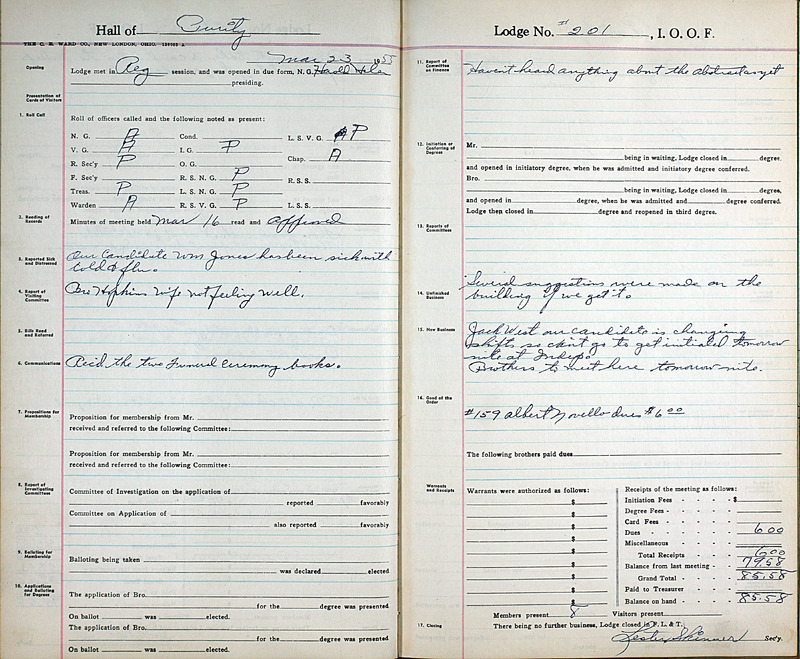 Hall of Purity
THE C. E. WARD CO., NEW LONDON, OHIO.
Mar 23 1955
Opening
Lodge met in Reg session, and was opened in due form, N. G. Harold
presiding.
Presentation of Cards of Visitors
1. Roll Call
Roll of officers called and the following noted as present:
N. G. A Cond. L. S. V. G. P
V. G. A I. G. P Chap. A
R. Sec'y P O. G.
F. Sec'y R. S. N. G. P R. S. S.
Treas. P L. S. N. G. P
Warden A R. S. V. G. P L. S. S.
2. Reading of Records
Minutes of meeting held Mar 16 read and approved
3. Reported Sick and Distressed
Our Candidate Wm Jones has been sick with
cold & flu.
4. Report of Visiting Committee
Bro Hopkins wife not feeling well.
5. Bills Read and Referred
6. Communications
Rec'd the two Funeral Ceremony books.
7. Propositions for Membership
Proposition for membership from Mr.
received and referred to the following Committee:
Proposition for membership from Mr.
received and referred to the following Committee:
8. Report of Investigating Committees
Committee of Investigation on the application of
reported favorably
Committee on Application of
also reported favorably
9. Balloting for Membership
Balloting being taken
was declared elected
10. Applications and Balloting for Degrees
The application of Bro.
for the degree was presented
On ballot was elected.
The application of Bro.
for the degree was presented
On ballot was elected.
Lodge No. #201, I. O. O. F.
11. Report of Committee on Finance
Havent heard anything about the abstract as yet
12. Initiation or Conferring of Degrees
Mr.
being in waiting, Lodge closed in degree,
and opened in initiatory degree, when he was admitted and initiatory degree conferred.
Bro.
being in waiting, Lodge closed in degree,
and opened in degree, when he was admitted and degree conferred.
Lodge then closed in degree and reopened in third degree.
13. Reports of Committees
14. Unfinished Business
Several suggestions were made on the
building if we get to
15. New Business
Jack West our candidate is changing
shifts so cant go to get initiated tomorrow
nite at Indep.
Brothers to meet here tomorrow nite.
16. Good of the Order
#159 Albert Novello dues $6.00
The following brothers paid dues
Warrants and Receipts
Warrants were authorized as follows:
$
$
$
$
$
$
$
$
$
Receipts of the meeting as follows:
Initiation Fees - - - - $
Degree Fees - - - -
Card Fees - - - -
Dues - - - - 6.00
Miscellaneous - - - -
Total Receipts 6.00
Balance from last meeting - - 79.58
Grand Total - - 85.58
Paid to Treasurer - -
Balance on hand - - 85.58
Members present 8 Visitors present
17. Closing
There being no further business, Lodge closed in F. L. & T.
Lester Skinner Sec'y.